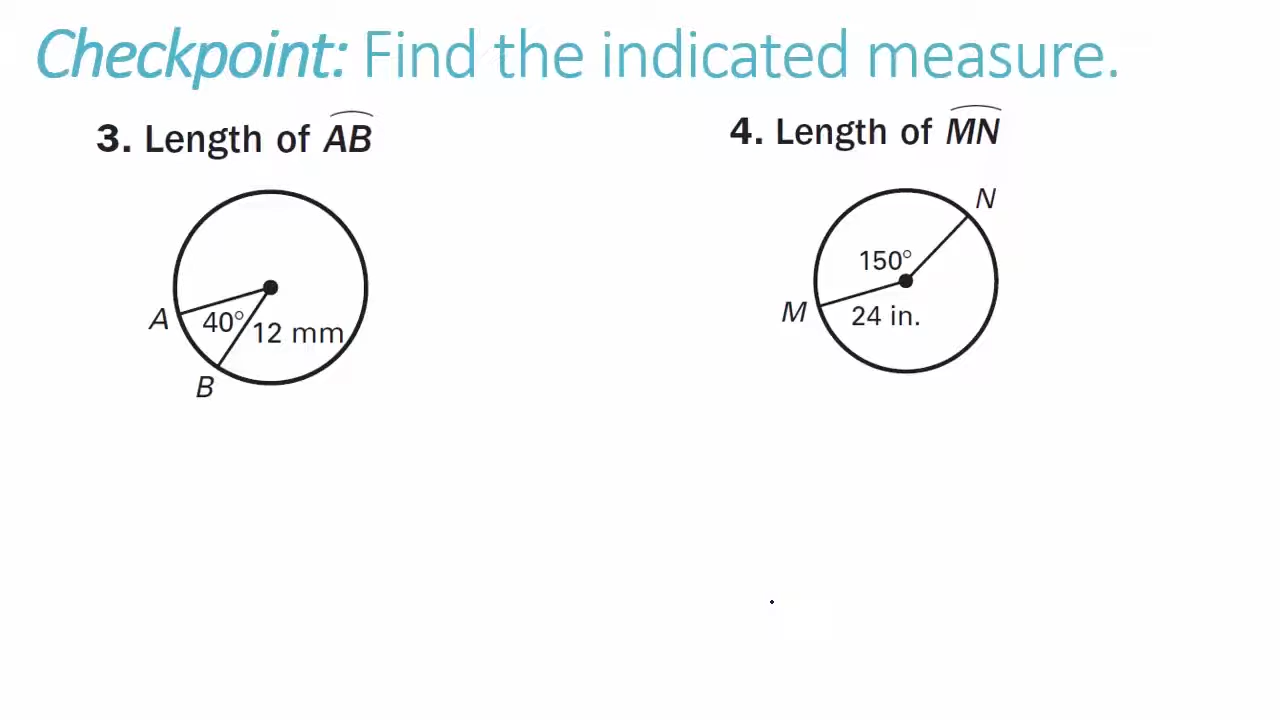 Checkpoint: Find the indicated measure.
3. Length of AB
4. Length of MN
A
40°
12 mm
B
N
150°
M
24 in.